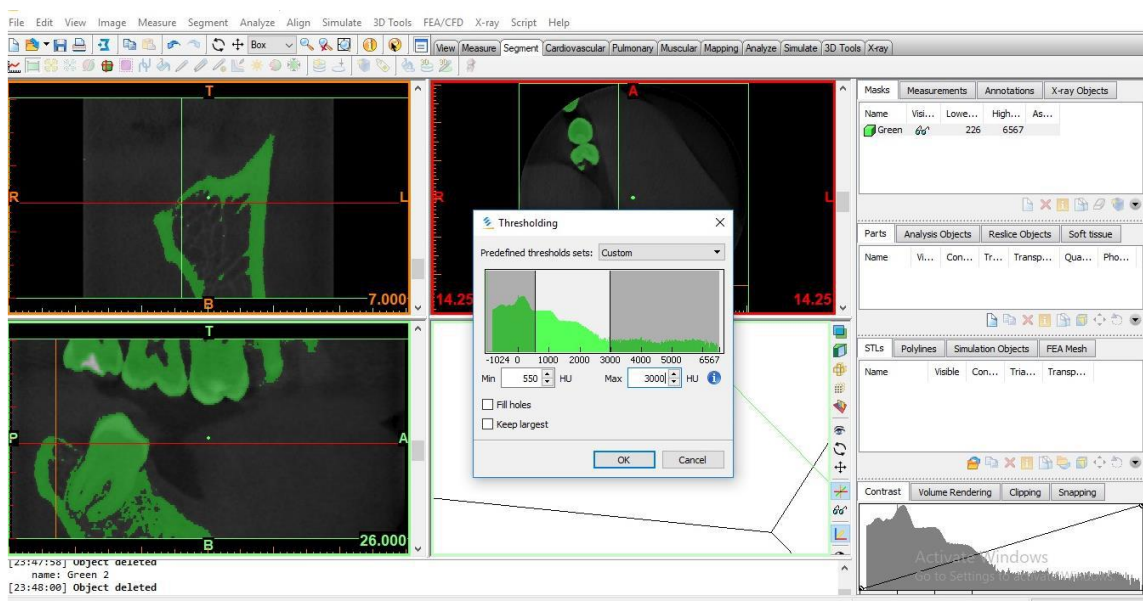 File Edit View Image Measure Segment Analyze Align Simulate 3D Tools FEA/CFD X-ray Script Help
Box View Measure Segment Cardiovascular Pulmonary Muscular Mapping Analyze Simulate 3D Tools X-ray
T
R L
B
7.000
A
R L
14.25 14.25
T
P A
B
26.000
Thresholding
Predefined thresholds sets: Custom
-1024 0 1000 2000 3000 4000 5000 6567
Min 550 HU Max 3000 HU
Fill holes
Keep largest
OK Cancel
Masks Measurements Annotations X-ray Objects
Name Visi... Lowe... High... As...
Green 226 6567
Parts Analysis Objects Reslice Objects Soft tissue
Name Vi... Con... Tr... Transp... Qua... Pho...
STLs Polylines Simulation Objects FEA Mesh
Name Visible Con... Tria... Transp...
Contrast Volume Rendering Clipping Snapping
Activate Windows
Go to Settings to activate Windows.
[23:47:58] Object deleted
name: Green 2
[23:48:00] Object deleted